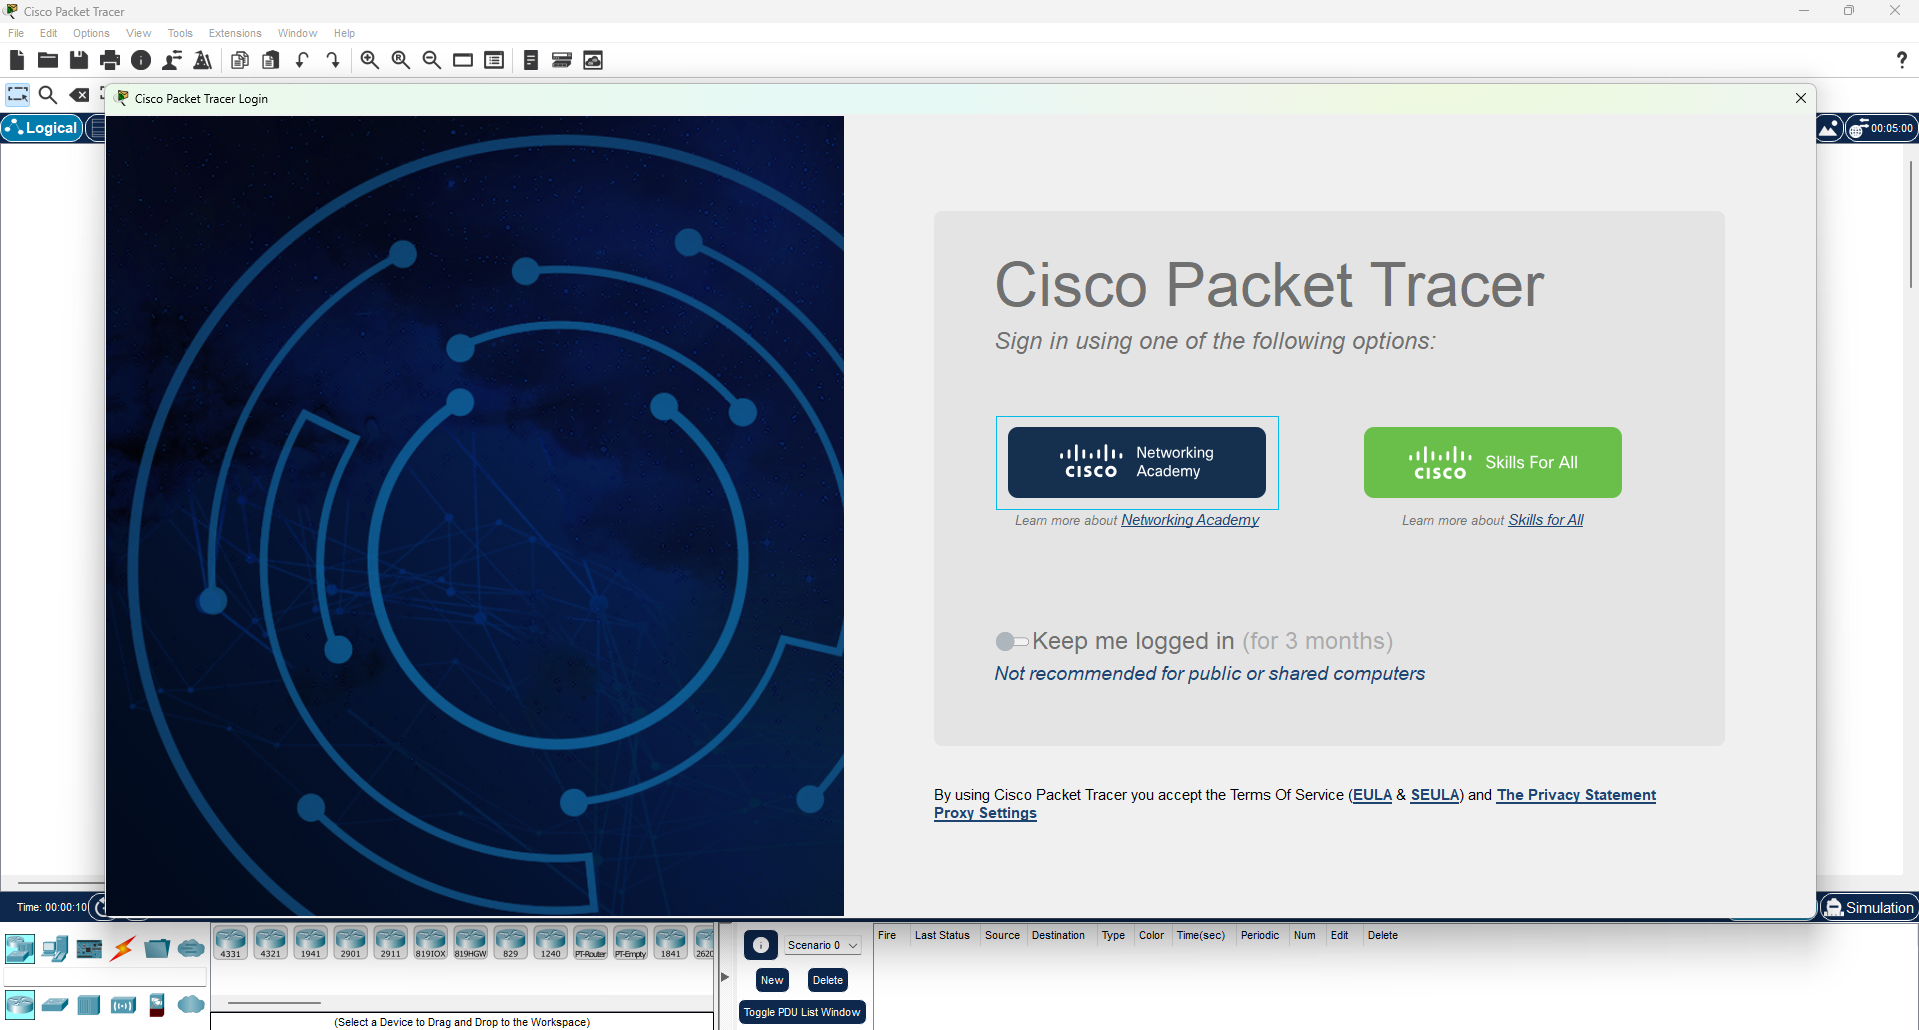 Cisco Packet Tracer
File Edit Options View Tools Extensions Window Help
?
Cisco Packet Tracer Login
Logical
00:05:00
Cisco Packet Tracer
Sign in using one of the following options:
CISCO Networking Academy
CISCO Skills For All
Learn more about Networking Academy
Learn more about Skills for All
Keep me logged in (for 3 months)
Not recommended for public or shared computers
By using Cisco Packet Tracer you accept the Terms Of Service (EULA & SEULA) and The Privacy Statement
Proxy Settings
Time: 00:00:10
Simulation
4331 4321 1941 2901 2911 819IOX 819HGW 829 1240 PT-Router PT-Empty 1841 2620
Scenario 0
New Delete
Toggle PDU List Window
Fire Last Status Source Destination Type Color Time(sec) Periodic Num Edit Delete
(Select a Device to Drag and Drop to the Workspace)